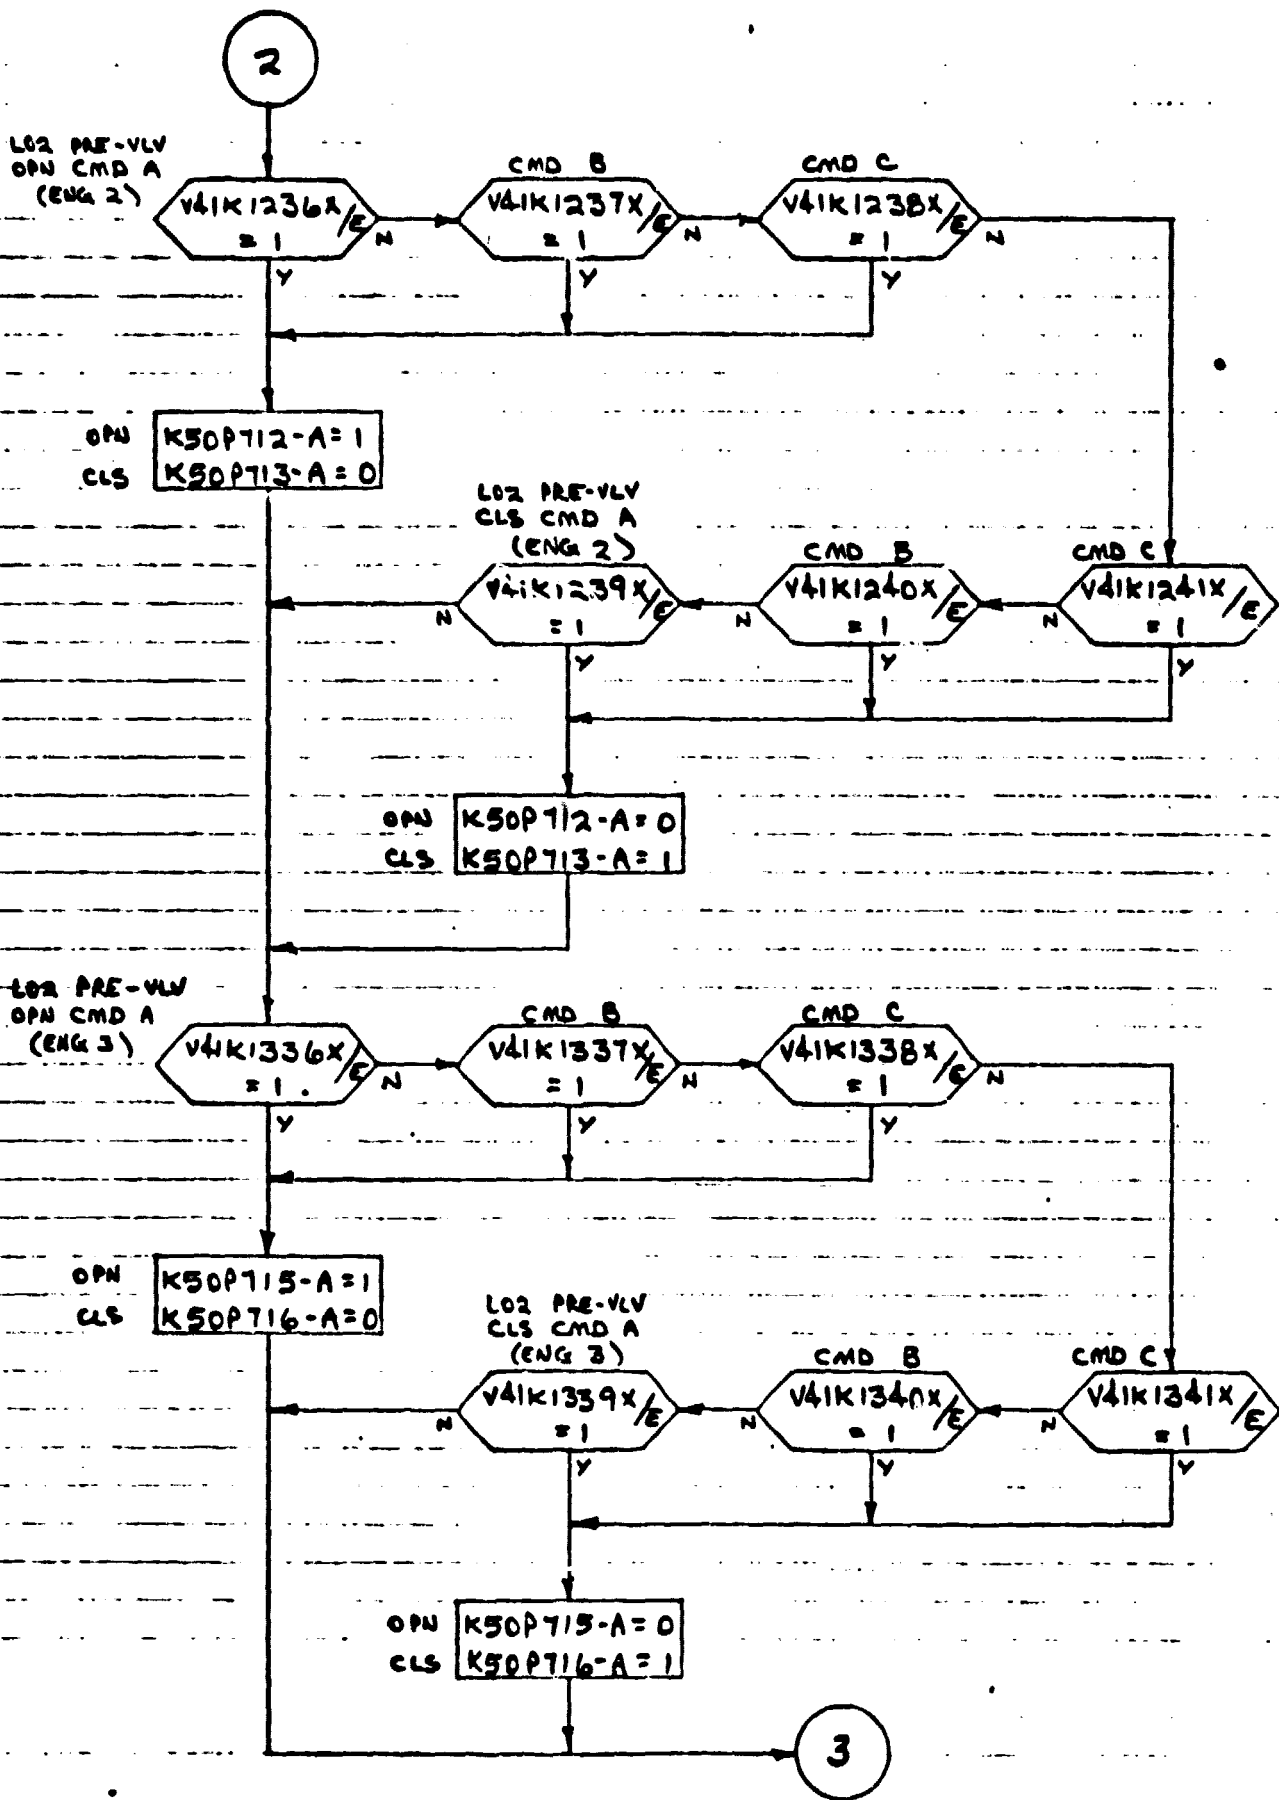 2
LO2 PRE-VLV
OPN CMD A
(ENG 2)
V41K1236X/E
= 1
N
Y
CMD B
V41K1237X/E
= 1
N
Y
CMD C
V41K1238X/E
= 1
N
Y
OPN K50P712-A=1
CLS K50P713-A=0
LO2 PRE-VLV
CLS CMD A
(ENG 2)
V41K1239X/E
= 1
N
Y
CMD B
V41K1240X/E
= 1
N
Y
CMD C
V41K1241X/E
= 1
N
Y
OPN K50P712-A=0
CLS K50P713-A=1
LO2 PRE-VLV
OPN CMD A
(ENG 3)
V41K1336X/E
= 1
N
Y
CMD B
V41K1337X/E
= 1
N
Y
CMD C
V41K1338X/E
= 1
N
Y
OPN K50P715-A=1
CLS K50P716-A=0
LO2 PRE-VLV
CLS CMD A
(ENG 3)
V41K1339X/E
= 1
N
Y
CMD B
V41K1340X/E
= 1
N
Y
CMD C
V41K1341X/E
= 1
N
Y
OPN K50P715-A=0
CLS K50P716-A=1
3